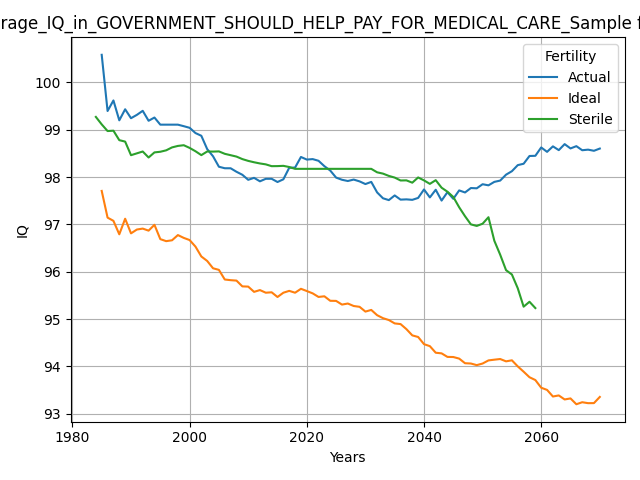 rage_IQ_in_GOVERNMENT_SHOULD_HELP_PAY_FOR_MEDICAL_CARE_Sample f
Fertility
Actual
Ideal
Sterile
100
99
98
97
96
95
94
93
IQ
1980 2000 2020 2040 2060
Years